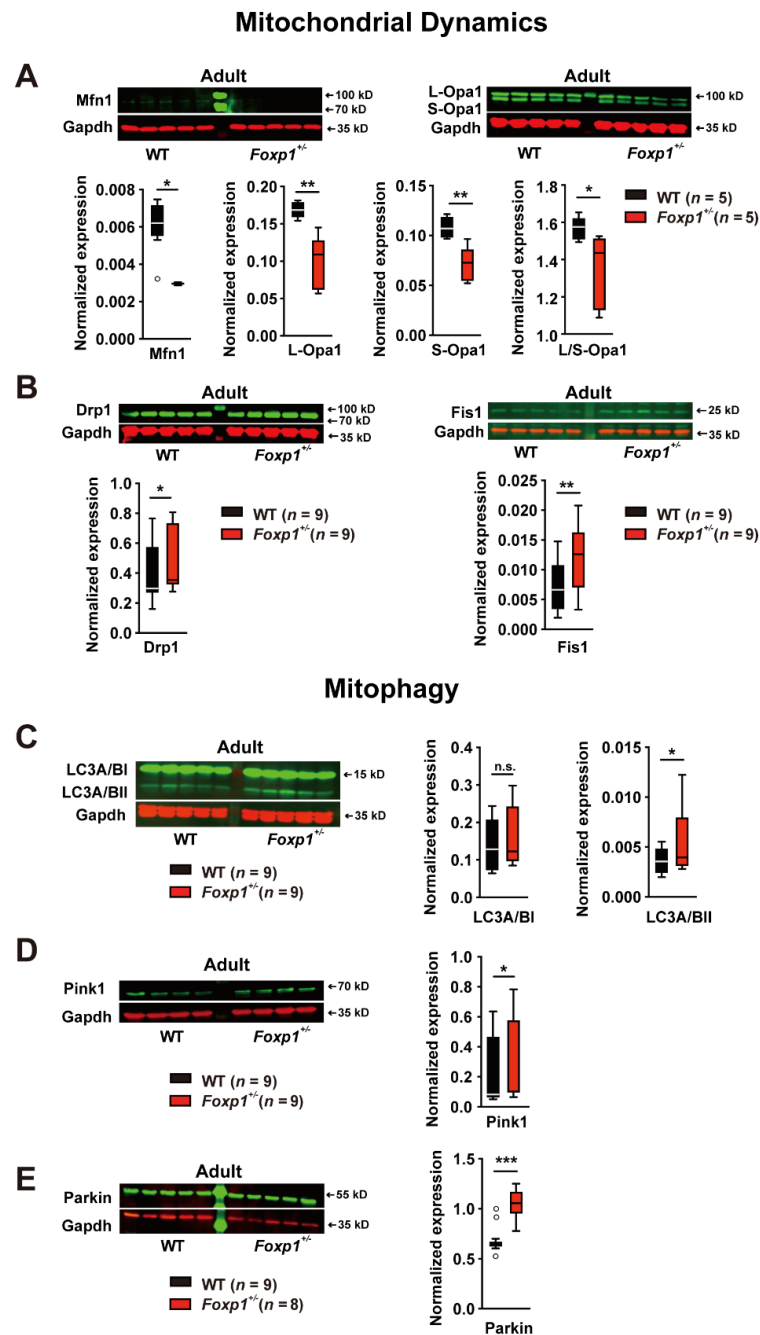 Mitochondrial Dynamics
A
Adult
Mfn1
←100 kD
←70 kD
Gapdh
←35 kD
WT
Foxp1+/-
Adult
L-Opa1
S-Opa1
←100 kD
Gapdh
←35 kD
WT
Foxp1+/-
Normalized expression
0.008
0.006
0.004
0.002
0.000
*
Mfn1
Normalized expression
0.20
0.15
0.10
0.05
0.00
**
L-Opa1
Normalized expression
0.15
0.10
0.05
0.00
**
S-Opa1
Normalized expression
1.8
1.6
1.4
1.2
1.0
*
L/S-Opa1
WT (n = 5)
Foxp1+/-(n = 5)
B
Adult
Drp1
←100 kD
←70 kD
Gapdh
←35 kD
WT
Foxp1+/-
Adult
Fis1
←25 kD
Gapdh
←35 kD
WT
Foxp1+/-
Normalized expression
1.0
0.8
0.6
0.4
0.2
0.0
*
Drp1
WT (n = 9)
Foxp1+/-(n = 9)
Normalized expression
0.025
0.020
0.015
0.010
0.005
0.000
**
Fis1
WT (n = 9)
Foxp1+/-(n = 9)
Mitophagy
C
Adult
LC3A/BI
←15 kD
LC3A/BII
Gapdh
←35 kD
WT
Foxp1+/-
WT (n = 9)
Foxp1+/-(n = 9)
Normalized expression
0.4
0.3
0.2
0.1
0.0
n.s.
LC3A/BI
Normalized expression
0.015
0.010
0.005
0.000
*
LC3A/BII
D
Adult
Pink1
←70 kD
Gapdh
←35 kD
WT
Foxp1+/-
WT (n = 9)
Foxp1+/-(n = 9)
Normalized expression
1.0
0.8
0.6
0.4
0.2
0.0
*
Pink1
E
Adult
Parkin
←55 kD
Gapdh
←35 kD
WT
Foxp1+/-
WT (n = 9)
Foxp1+/-(n = 8)
Normalized expression
1.5
1.0
0.5
0.0
***
Parkin